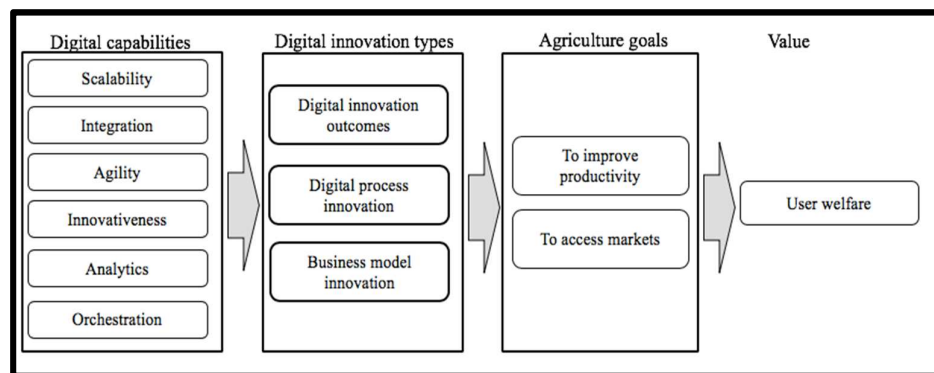 Digital capabilities
Scalability
Integration
Agility
Innovativeness
Analytics
Orchestration
Digital innovation types
Digital innovation
outcomes
Digital process
innovation
Business model
innovation
Agriculture goals
To improve
productivity
To access markets
Value
User welfare